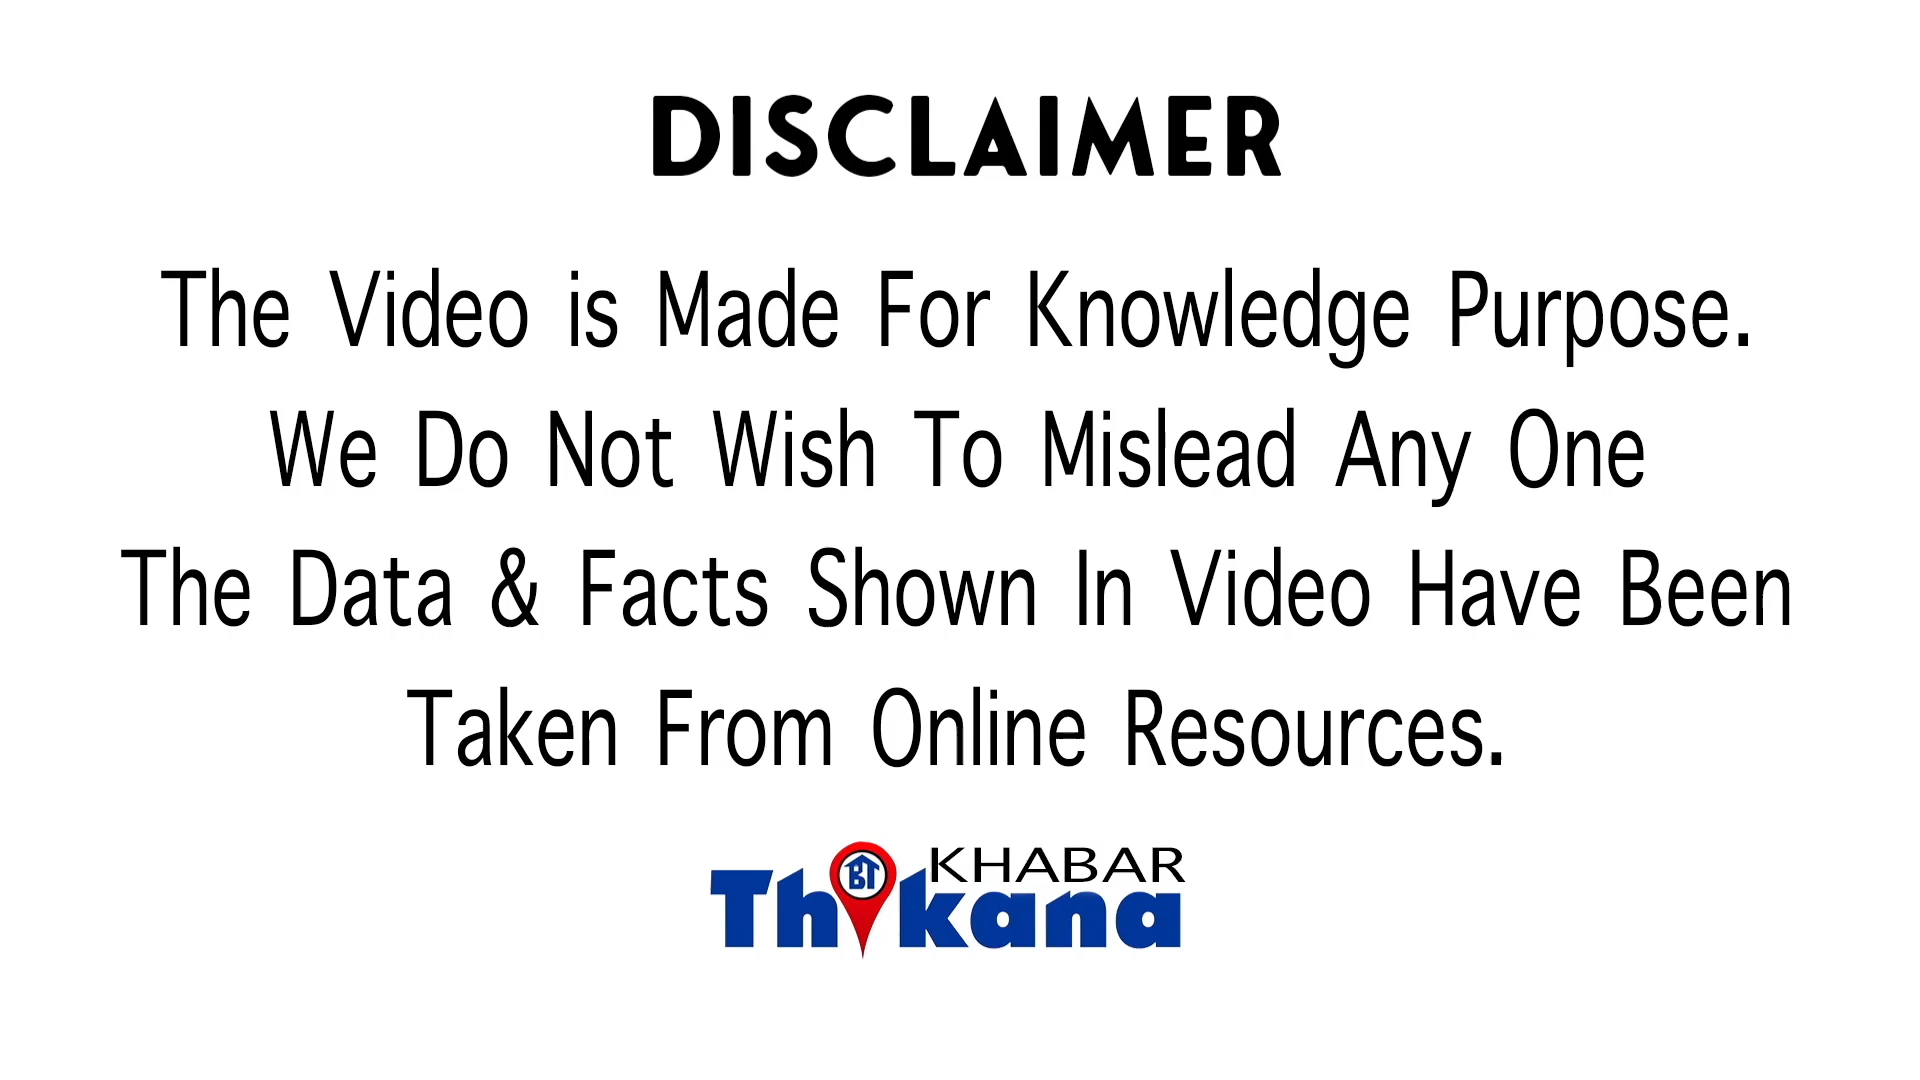 DISCLAIMER
The Video is Made For Knowledge Purpose.
We Do Not Wish To Mislead Any One
The Data & Facts Shown In Video Have Been
Taken From Online Resources.
KHABAR
BT
Thikana